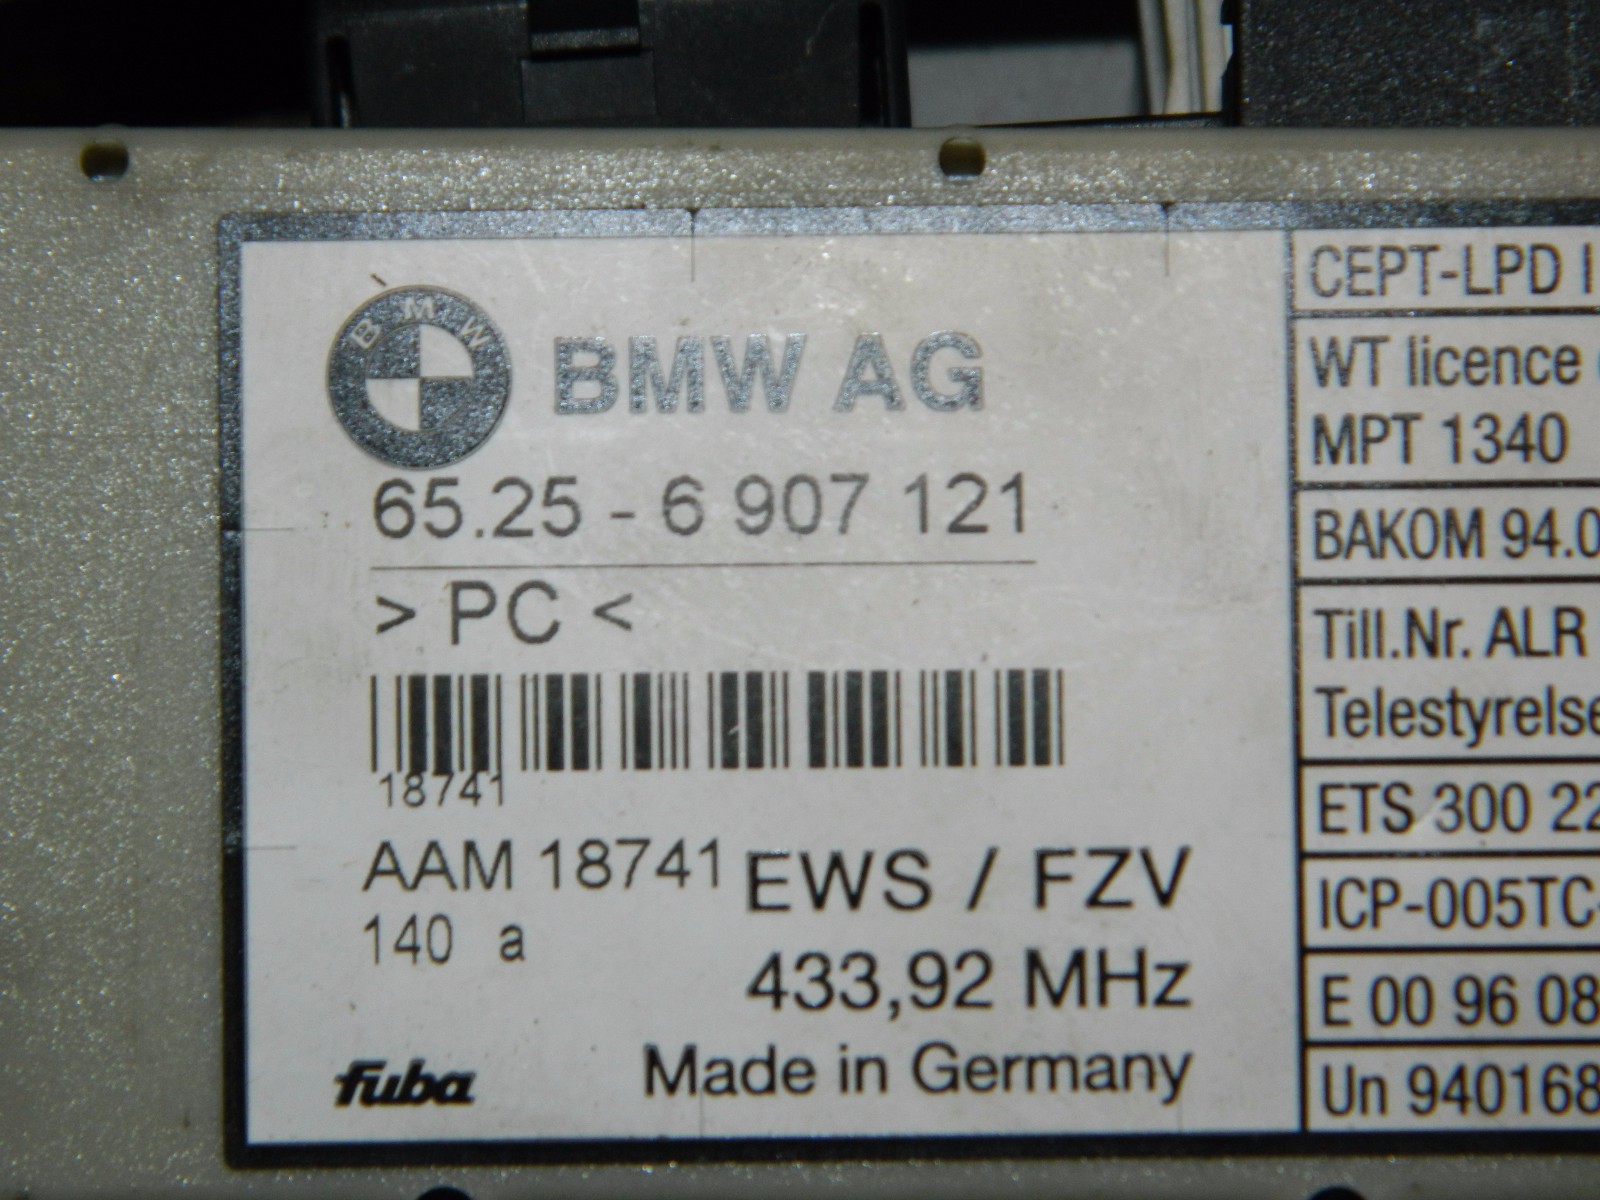 BMW
BMW AG
65.25 - 6 907 121
> PC <
18741
AAM 18741
EWS / FZV
140 a
433,92 MHz
fuba
Made in Germany
CEPT-LPD I
WT licence
MPT 1340
BAKOM 94.0
Till.Nr. ALR
Telestyrelse
ETS 300 22
ICP-005TC-
E 00 96 08
Un 940168